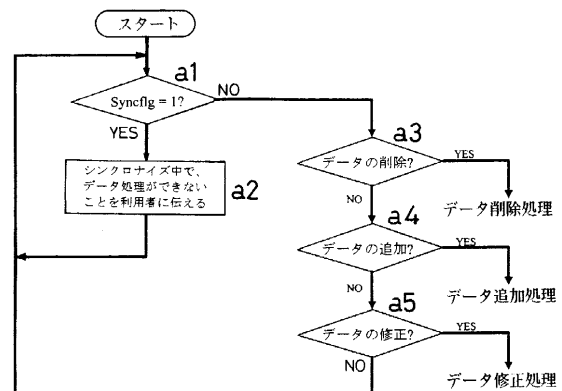 スタート
a1
Syncflg = 1?
NO
YES
シンクロナイズ中で、
データ処理ができない
ことを利用者に伝える
a2
a3
データの削除?
YES
NO
データ削除処理
a4
データの追加?
YES
NO
データ追加処理
a5
データの修正?
YES
NO
データ修正処理